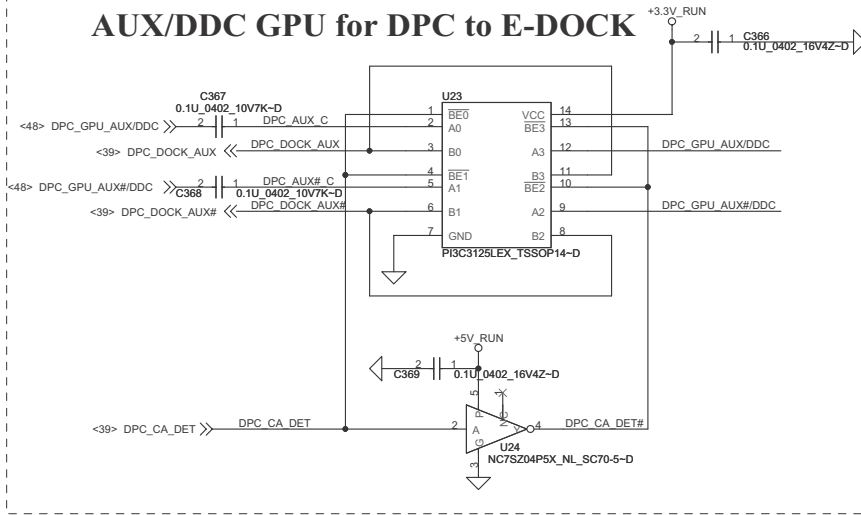 AUX/DDC GPU for DPC to E-DOCK
+3.3V_RUN
2 1 C366
0.1U_0402_16V4Z~D
C367
0.1U_0402_10V7K~D
U23
<48> DPC_GPU_AUX/DDC 2 1 DPC_AUX_C
<39> DPC_DOCK_AUX DPC_DOCK_AUX
<48> DPC_GPU_AUX#/DDC 2 1 DPC_AUX#_C
C368 0.1U_0402_10V7K~D
<39> DPC_DOCK_AUX# DPC_DOCK_AUX#
1 BE0 VCC 14
2 A0 BE3 13
3 B0 A3 12 DPC_GPU_AUX/DDC
4 BE1 B3 11
5 A1 BE2 10
6 B1 A2 9 DPC_GPU_AUX#/DDC
7 GND B2 8
PI3C3125LEX_TSSOP14~D
+5V_RUN
2 1
C369 0.1U_0402_16V4Z~D
5 P NC 1
<39> DPC_CA_DET DPC_CA_DET 2 A Y 4 DPC_CA_DET#
G 3
U24
NC7SZ04P5X_NL_SC70-5~D